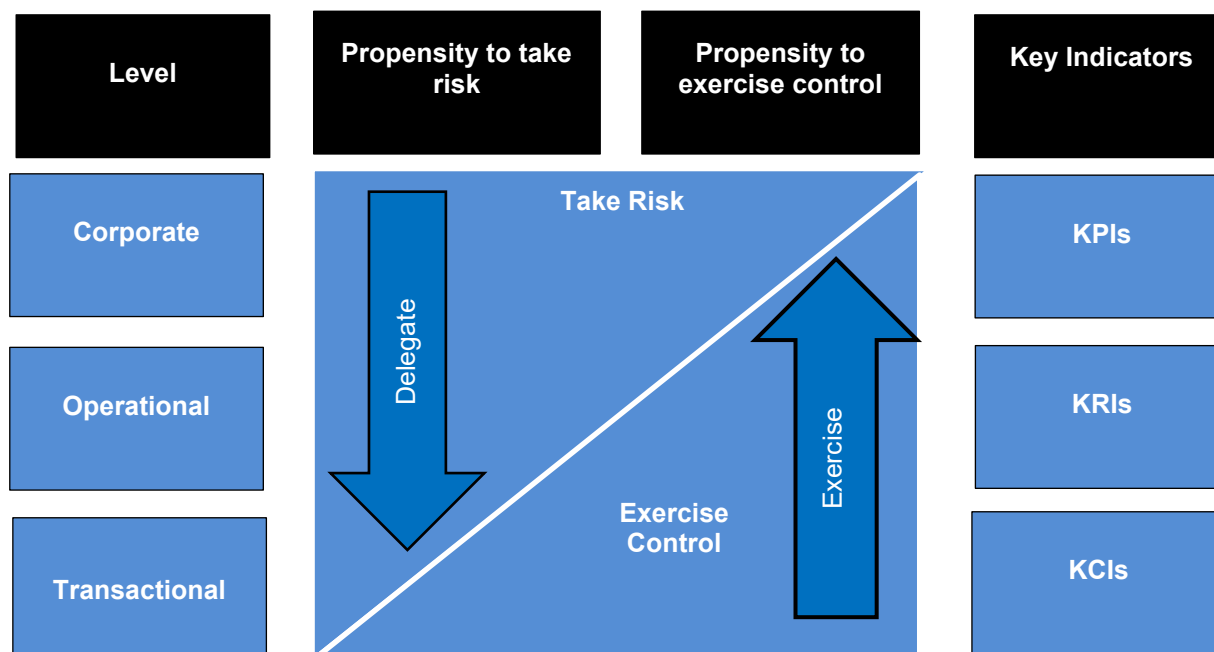 Level
Propensity to take
risk
Propensity to
exercise control
Key Indicators
Corporate
Take Risk
KPIs
Delegate
Operational
KRIs
Exercise
Exercise
Control
Transactional
KCIs